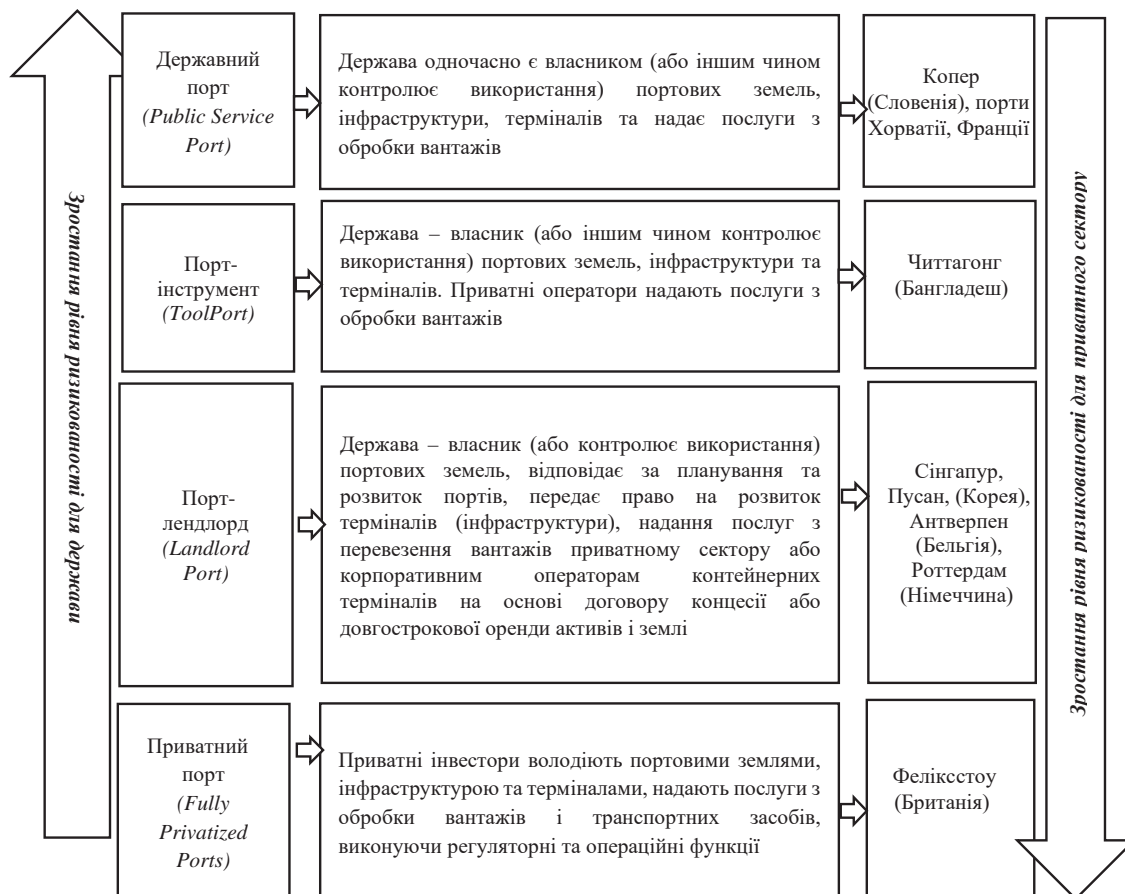 Зростання рівня ризикованості для держави
Державний
порт
(Public Service
Port)
Держава одночасно є власником (або іншим чином
контролює використання) портових земель,
інфраструктури, терміналів та надає послуги з
обробки вантажів
Копер
(Словенія), порти
Хорватії, Франції
Порт-
інструмент
(ToolPort)
Держава – власник (або іншим чином контролює
використання) портових земель, інфраструктури та
терміналів. Приватні оператори надають послуги з
обробки вантажів
Читтагонг
(Бангладеш)
Порт-
лендлорд
(Landlord
Port)
Держава – власник (або контролює використання)
портових земель, відповідає за планування та
розвиток портів, передає право на розвиток
терміналів (інфраструктури), надання послуг з
перевезення вантажів приватному сектору або
корпоративним операторам контейнерних
терміналів на основі договору концесії або
довгострокової оренди активів і землі
Сінгапур,
Пусан, (Корея),
Антверпен
(Бельгія),
Роттердам
(Німеччина)
Приватний
порт
(Fully
Privatized
Ports)
Приватні інвестори володіють портовими землями,
інфраструктурою та терміналами, надають послуги з
обробки вантажів і транспортних засобів,
виконуючи регуляторні та операційні функції
Феліксстоу
(Британія)
Зростання рівня ризикованості для приватного сектору